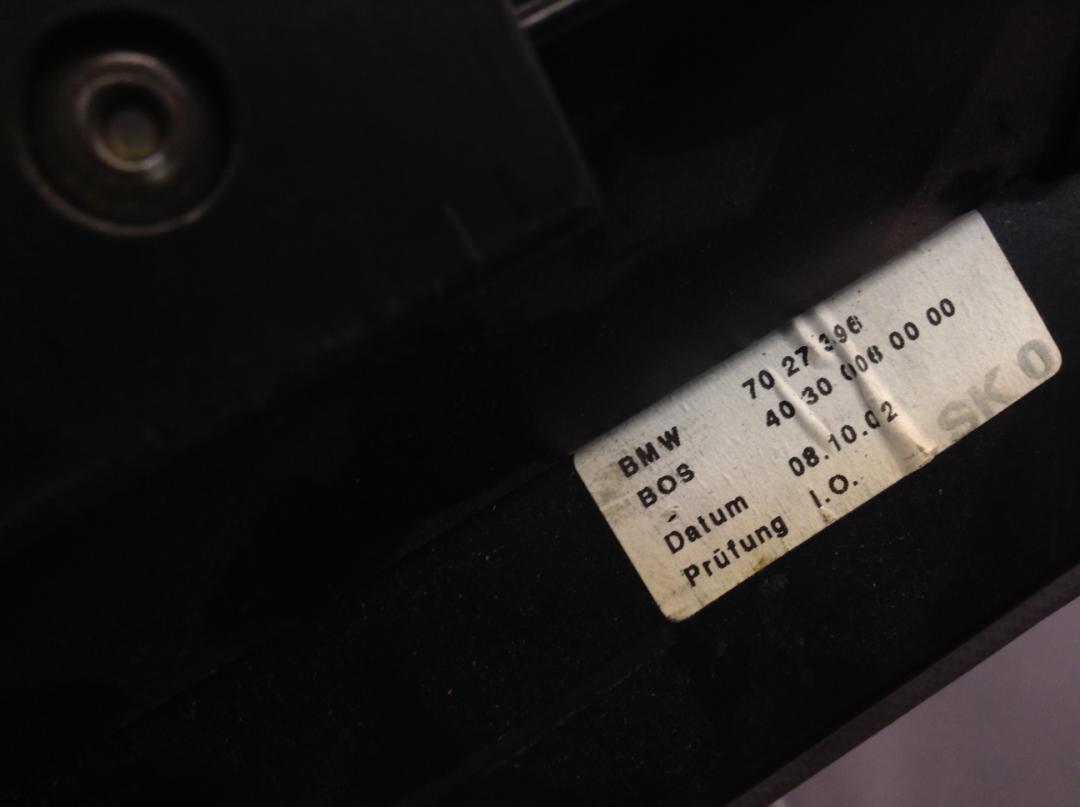 BMW 70 27 396
BOS 40 30 006 00 00
Datum 08.10.02
Prüfung I.O.
SK 0